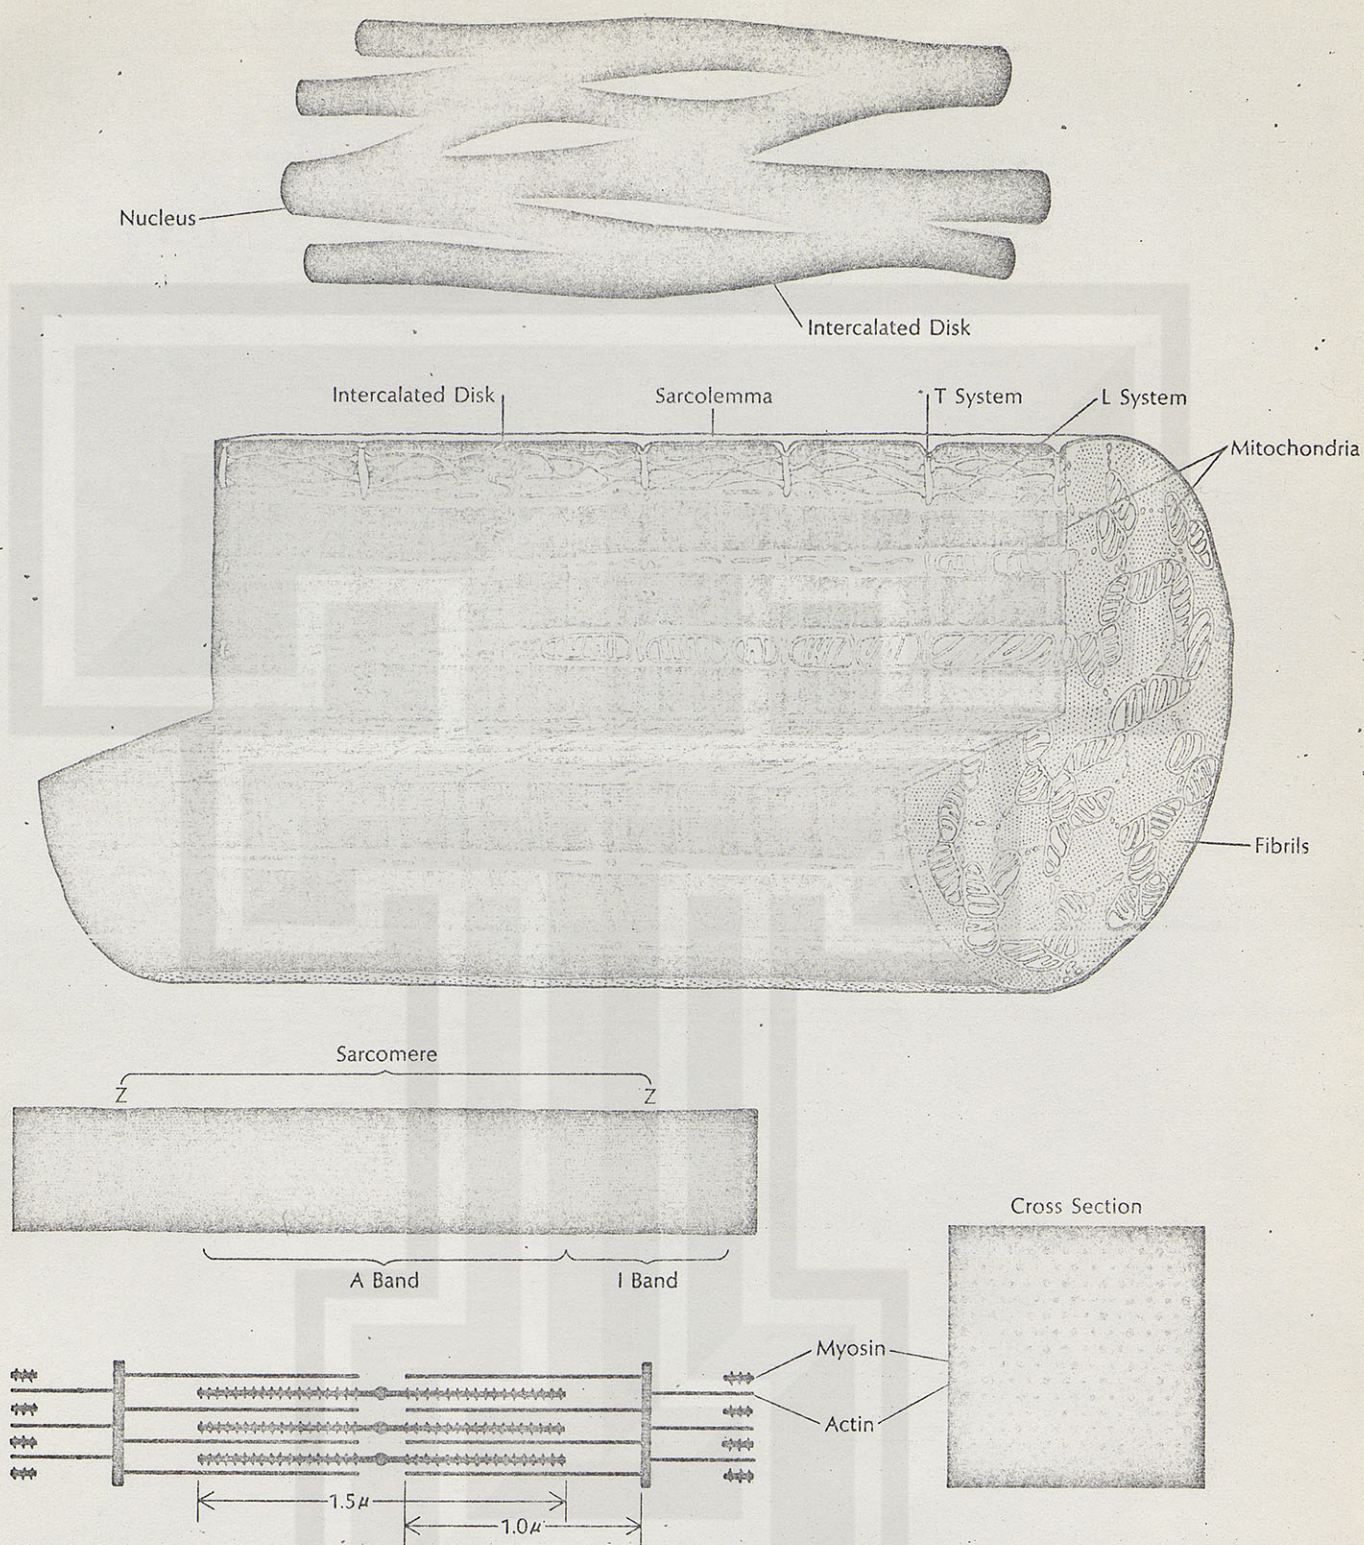 Nucleus
Intercalated Disk
Intercalated Disk
Sarcolemma
T System
L System
Mitochondria
Fibrils
Sarcomere
Z
Z
A Band
I Band
Cross Section
Myosin
Actin
1.5μ
1.0μ